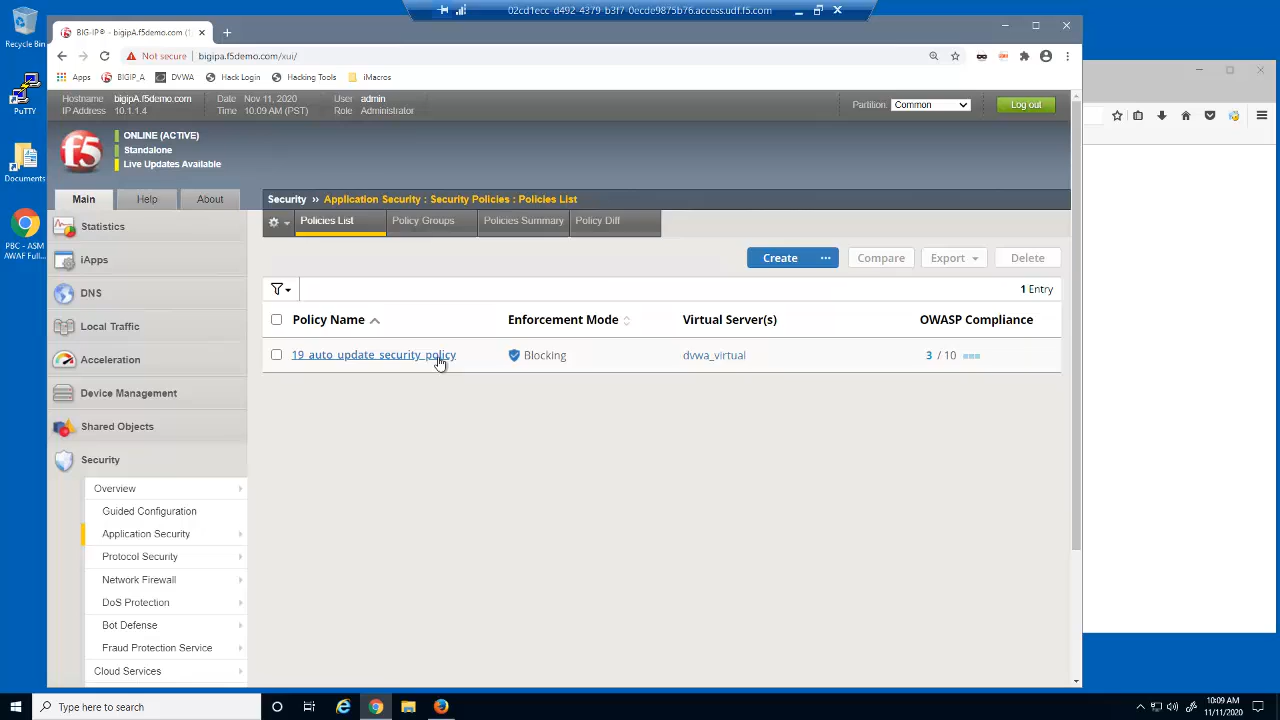 02cd1ecc-d492-4379-b3f7-0ecde9875b76.access.udf.f5.com
Recycle Bin
PuTTY
Documents
PBC - ASM
AWAF Full...
BIG-IP® - bigipA.f5demo.com (1
Not secure
bigipa.f5demo.com/xui/
Apps
BIGIP_A
DVWA
Hack Login
Hacking Tools
iMacros
Hostname bigipA.f5demo.com Date Nov 11, 2020 User admin
IP Address 10.1.1.4 Time 10:09 AM (PST) Role Administrator
Partition: Common
Log out
f5
ONLINE (ACTIVE)
Standalone
Live Updates Available
Main
Help
About
Security » Application Security : Security Policies : Policies List
Policies List
Policy Groups
Policies Summary
Policy Diff
Statistics
iApps
DNS
Local Traffic
Acceleration
Device Management
Shared Objects
Security
Overview
Guided Configuration
Application Security
Protocol Security
Network Firewall
DoS Protection
Bot Defense
Fraud Protection Service
Cloud Services
Create ...
Compare
Export
Delete
1 Entry
Policy Name
Enforcement Mode
Virtual Server(s)
OWASP Compliance
19_auto_update_security_policy
Blocking
dvwa_virtual
3 / 10
Type here to search
10:09 AM
11/11/2020